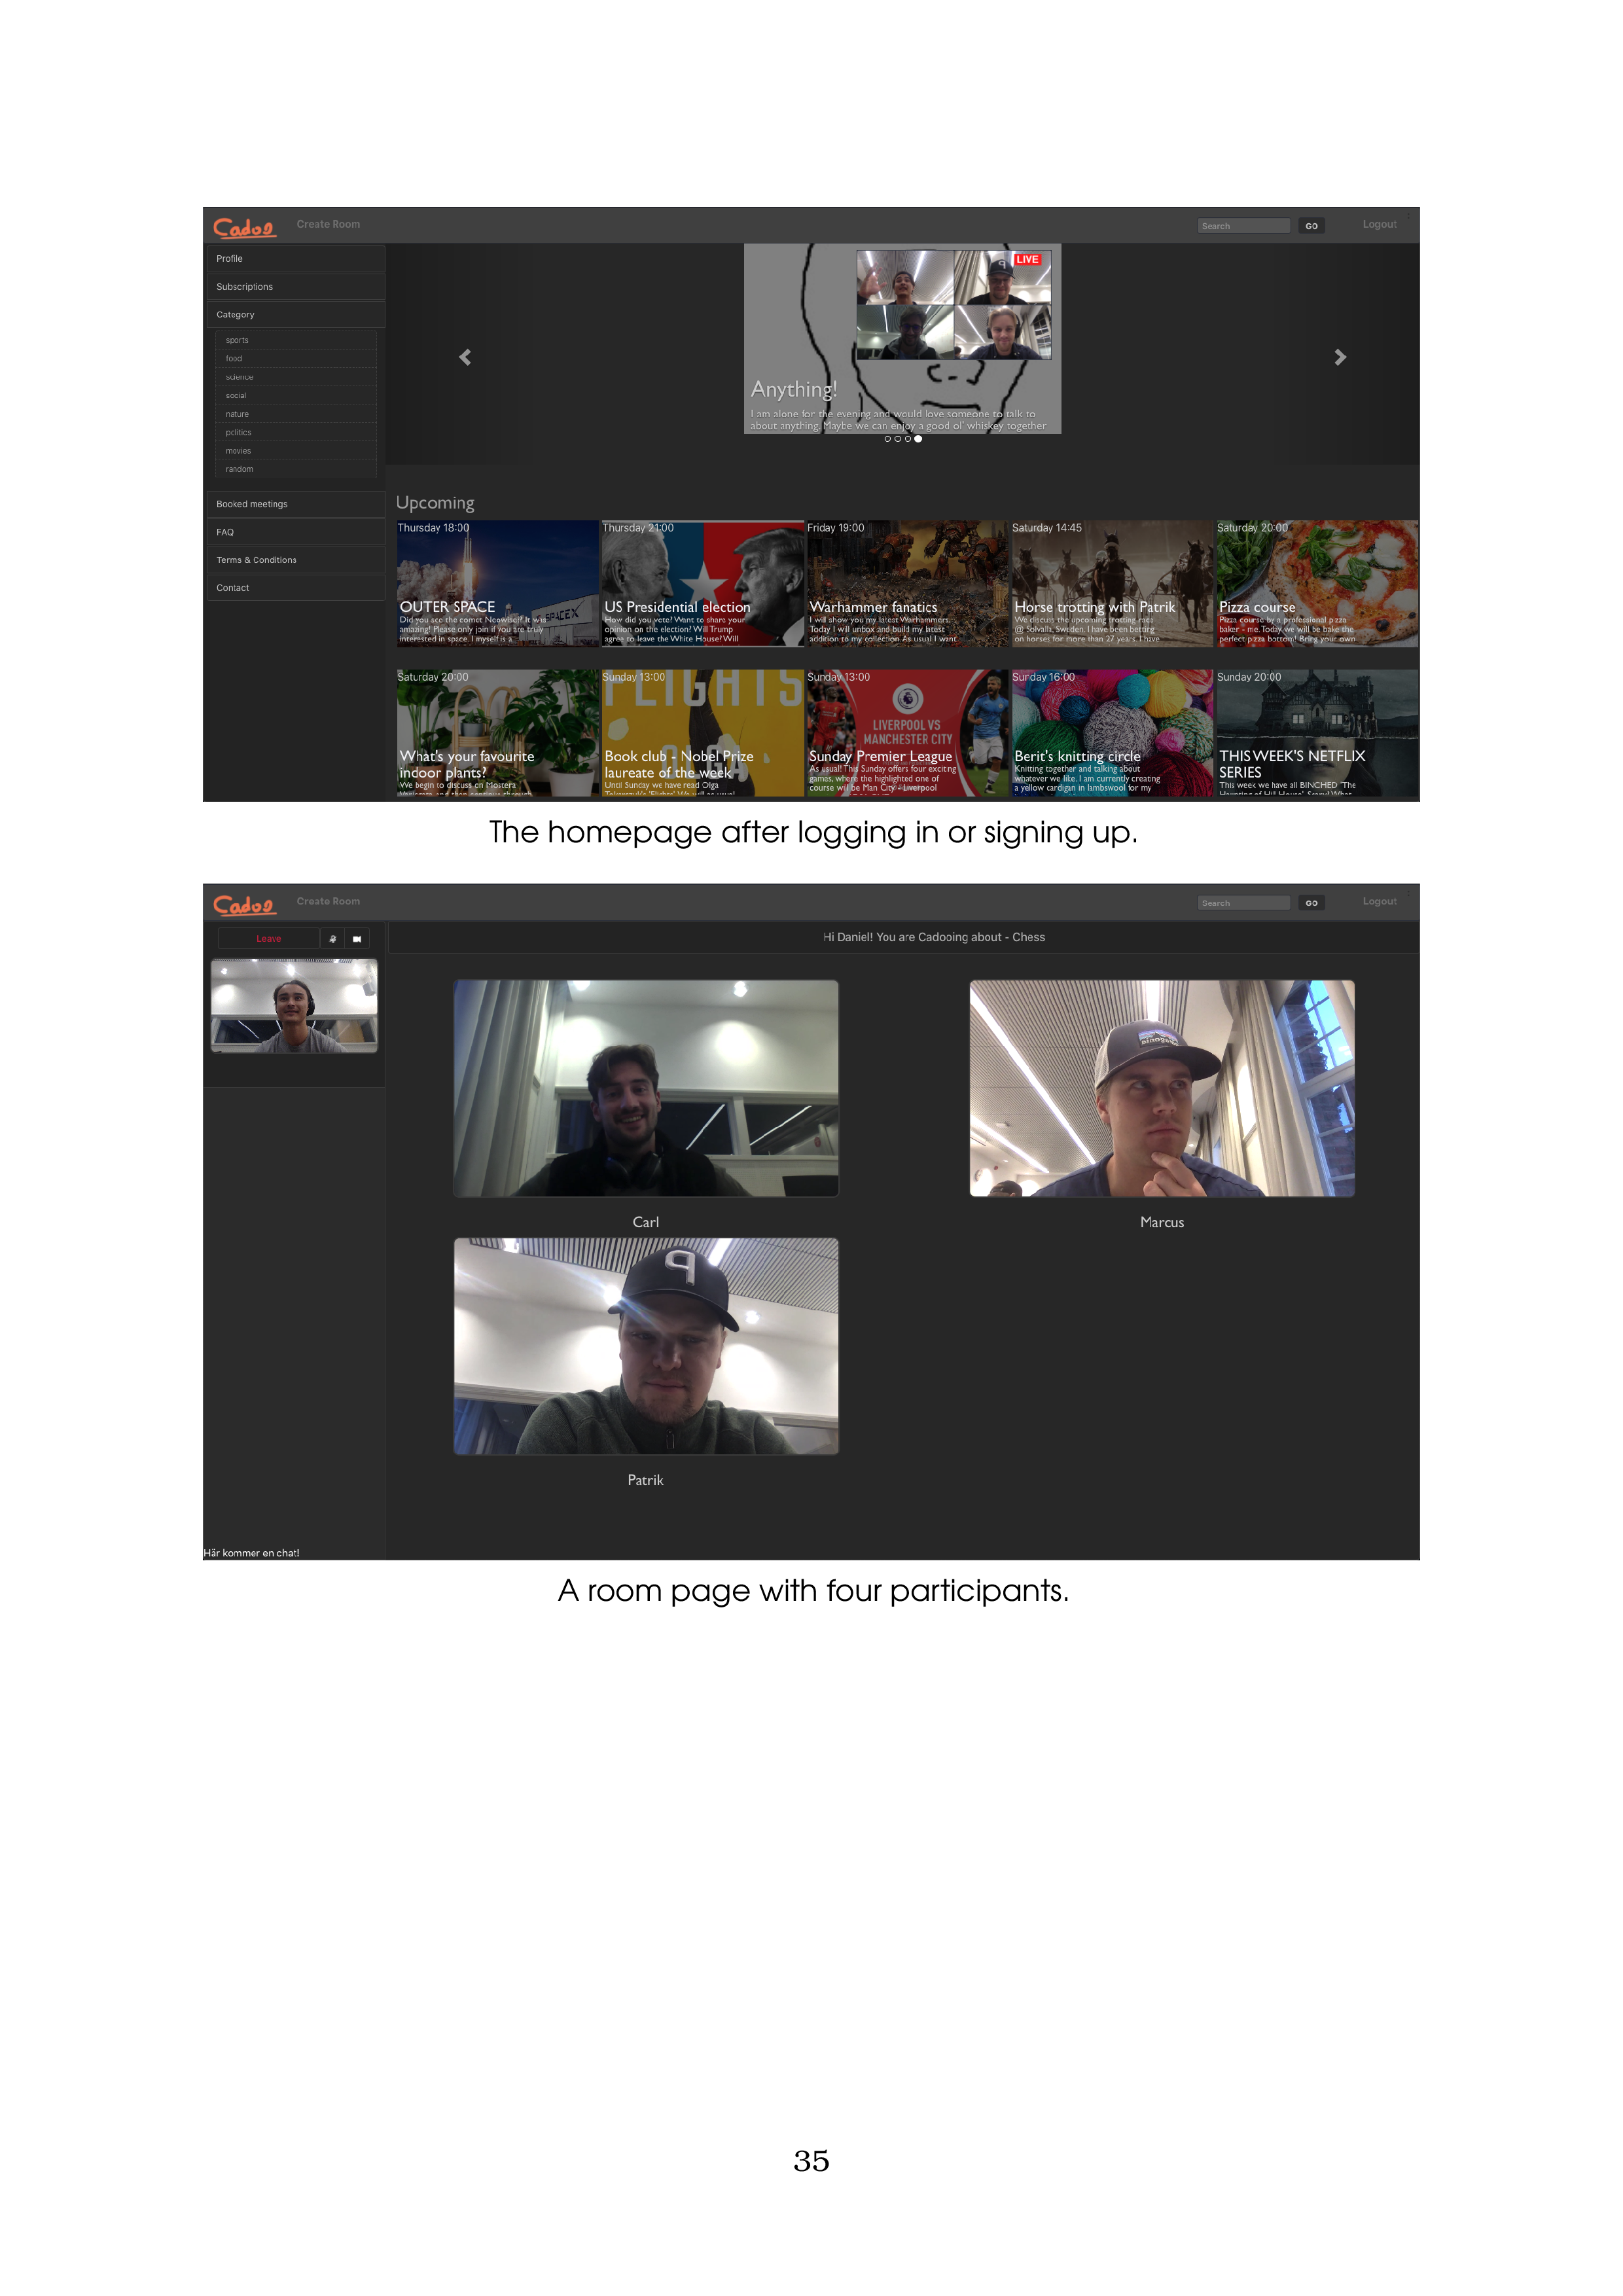 Cadoo Create Room Search GO Logout
Profile
Subscriptions
Category
sports
food
science
social
nature
politics
movies
random
Booked meetings
FAQ
Terms & Conditions
Contact
LIVE
Anything!
I am alone for the evening and would love someone to talk to
about anything. Maybe we can enjoy a good ol' whiskey together
Upcoming
Thursday 18:00
SPACEX
OUTER SPACE
Did you see the comet Neowise? It was
amazing! Please only join if you are truly
interested in space. I myself is a
Thursday 21:00
US Presidential election
How did you vote? Want to share your
opinion on the election? Will Trump
agree to leave the White House? Will
Friday 19:00
Warhammer fanatics
I will show you my latest Warhammers.
Today I will unbox and build my latest
addition to my collection. As usual I want
Saturday 14:45
Horse trotting with Patrik
We discuss the upcoming trotting race
@ Solvalla, Sweden. I have been betting
on horses for more than 27 years. I have
Saturday 20:00
Pizza course
Pizza course by a professional pizza
baker - me. Today we will be bake the
perfect pizza bottom! Bring your own
Saturday 20:00
What's your favourite
indoor plants?
We begin to discuss on Mostera
Sunday 13:00
FLIGHTS
Book club - Nobel Prize
laureate of the week
Until Sunday we have read Olga
Sunday 13:00
LIVERPOOL VS
MANCHESTER CITY
Sunday Premier League
As usual! This Sunday offers four exciting
games, where the highlighted one of
course will be Man City - Liverpool
Sunday 16:00
Berit's knitting circle
Knitting together and talking about
whatever we like. I am currently creating
a yellow cardigan in lambswool for my
Sunday 20:00
THIS WEEK'S NETFLIX
SERIES
This week we have all BINCHED 'The
The homepage after logging in or signing up.
Cadoo Create Room Search GO Logout
Leave
Hi Daniel! You are Cadooing about - Chess
Carl
Marcus
Patrik
Här kommer en chat!
A room page with four participants.
35